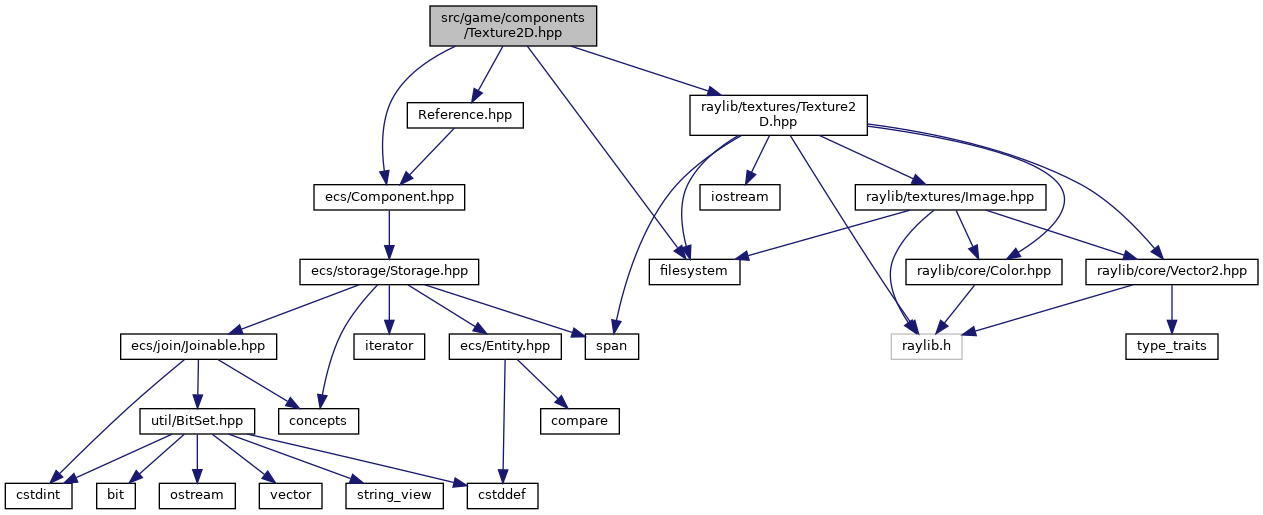 src/game/components
/Texture2D.hpp
raylib/textures/Texture2
D.hpp
Reference.hpp
ecs/Component.hpp
iostream
raylib/textures/Image.hpp
ecs/storage/Storage.hpp
filesystem
raylib/core/Color.hpp
raylib/core/Vector2.hpp
ecs/join/Joinable.hpp
iterator
ecs/Entity.hpp
span
raylib.h
type_traits
util/BitSet.hpp
concepts
compare
cstdint
bit
ostream
vector
string_view
cstddef